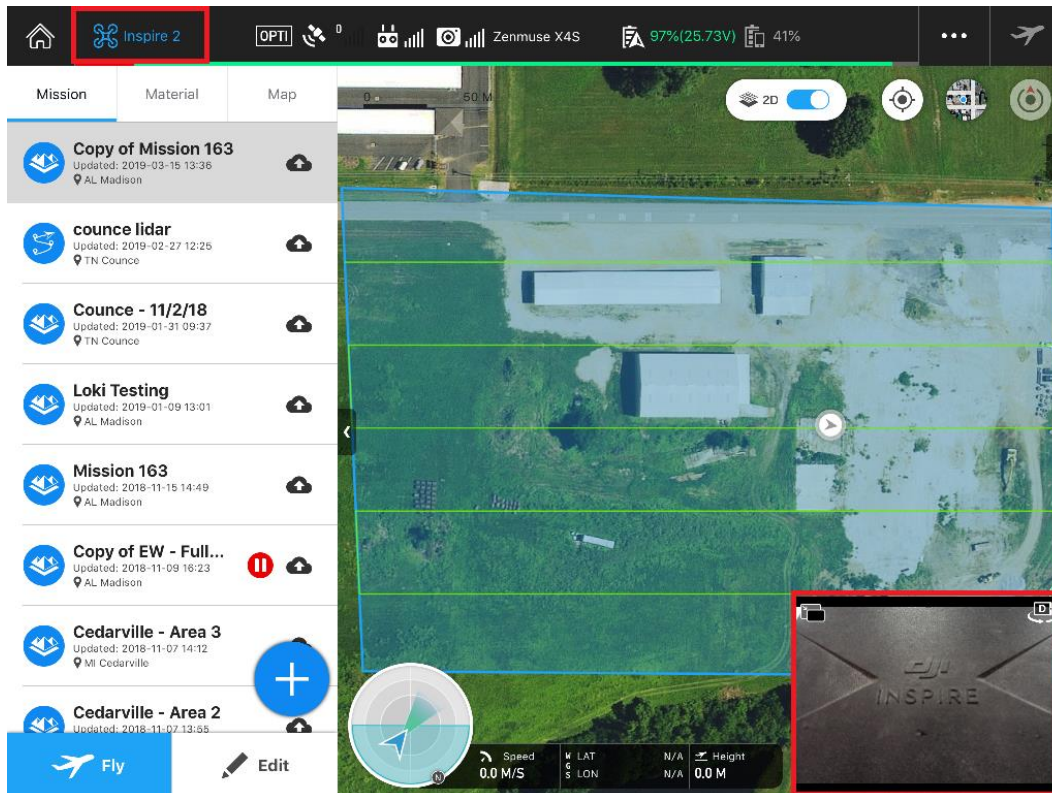 Inspire 2
OPTI
0
Zenmuse X4S
97%(25.73V)
41%
Mission
Material
Map
0
50 M
2D
Copy of Mission 163
Updated: 2019-03-15 13:36
AL Madison
counce lidar
Updated: 2019-02-27 12:25
TN Counce
Counce - 11/2/18
Updated: 2019-01-31 09:37
TN Counce
Loki Testing
Updated: 2019-01-09 13:01
AL Madison
Mission 163
Updated: 2018-11-15 14:49
AL Madison
Copy of EW - Full...
Updated: 2018-11-09 16:23
AL Madison
Cedarville - Area 3
Updated: 2018-11-07 14:12
MI Cedarville
Cedarville - Area 2
Updated: 2018-11-07 13:55
Fly
Edit
N
Speed
0.0 M/S
WGS
LAT N/A
LON N/A
Height
0.0 M
D
DJI
INSPIRE